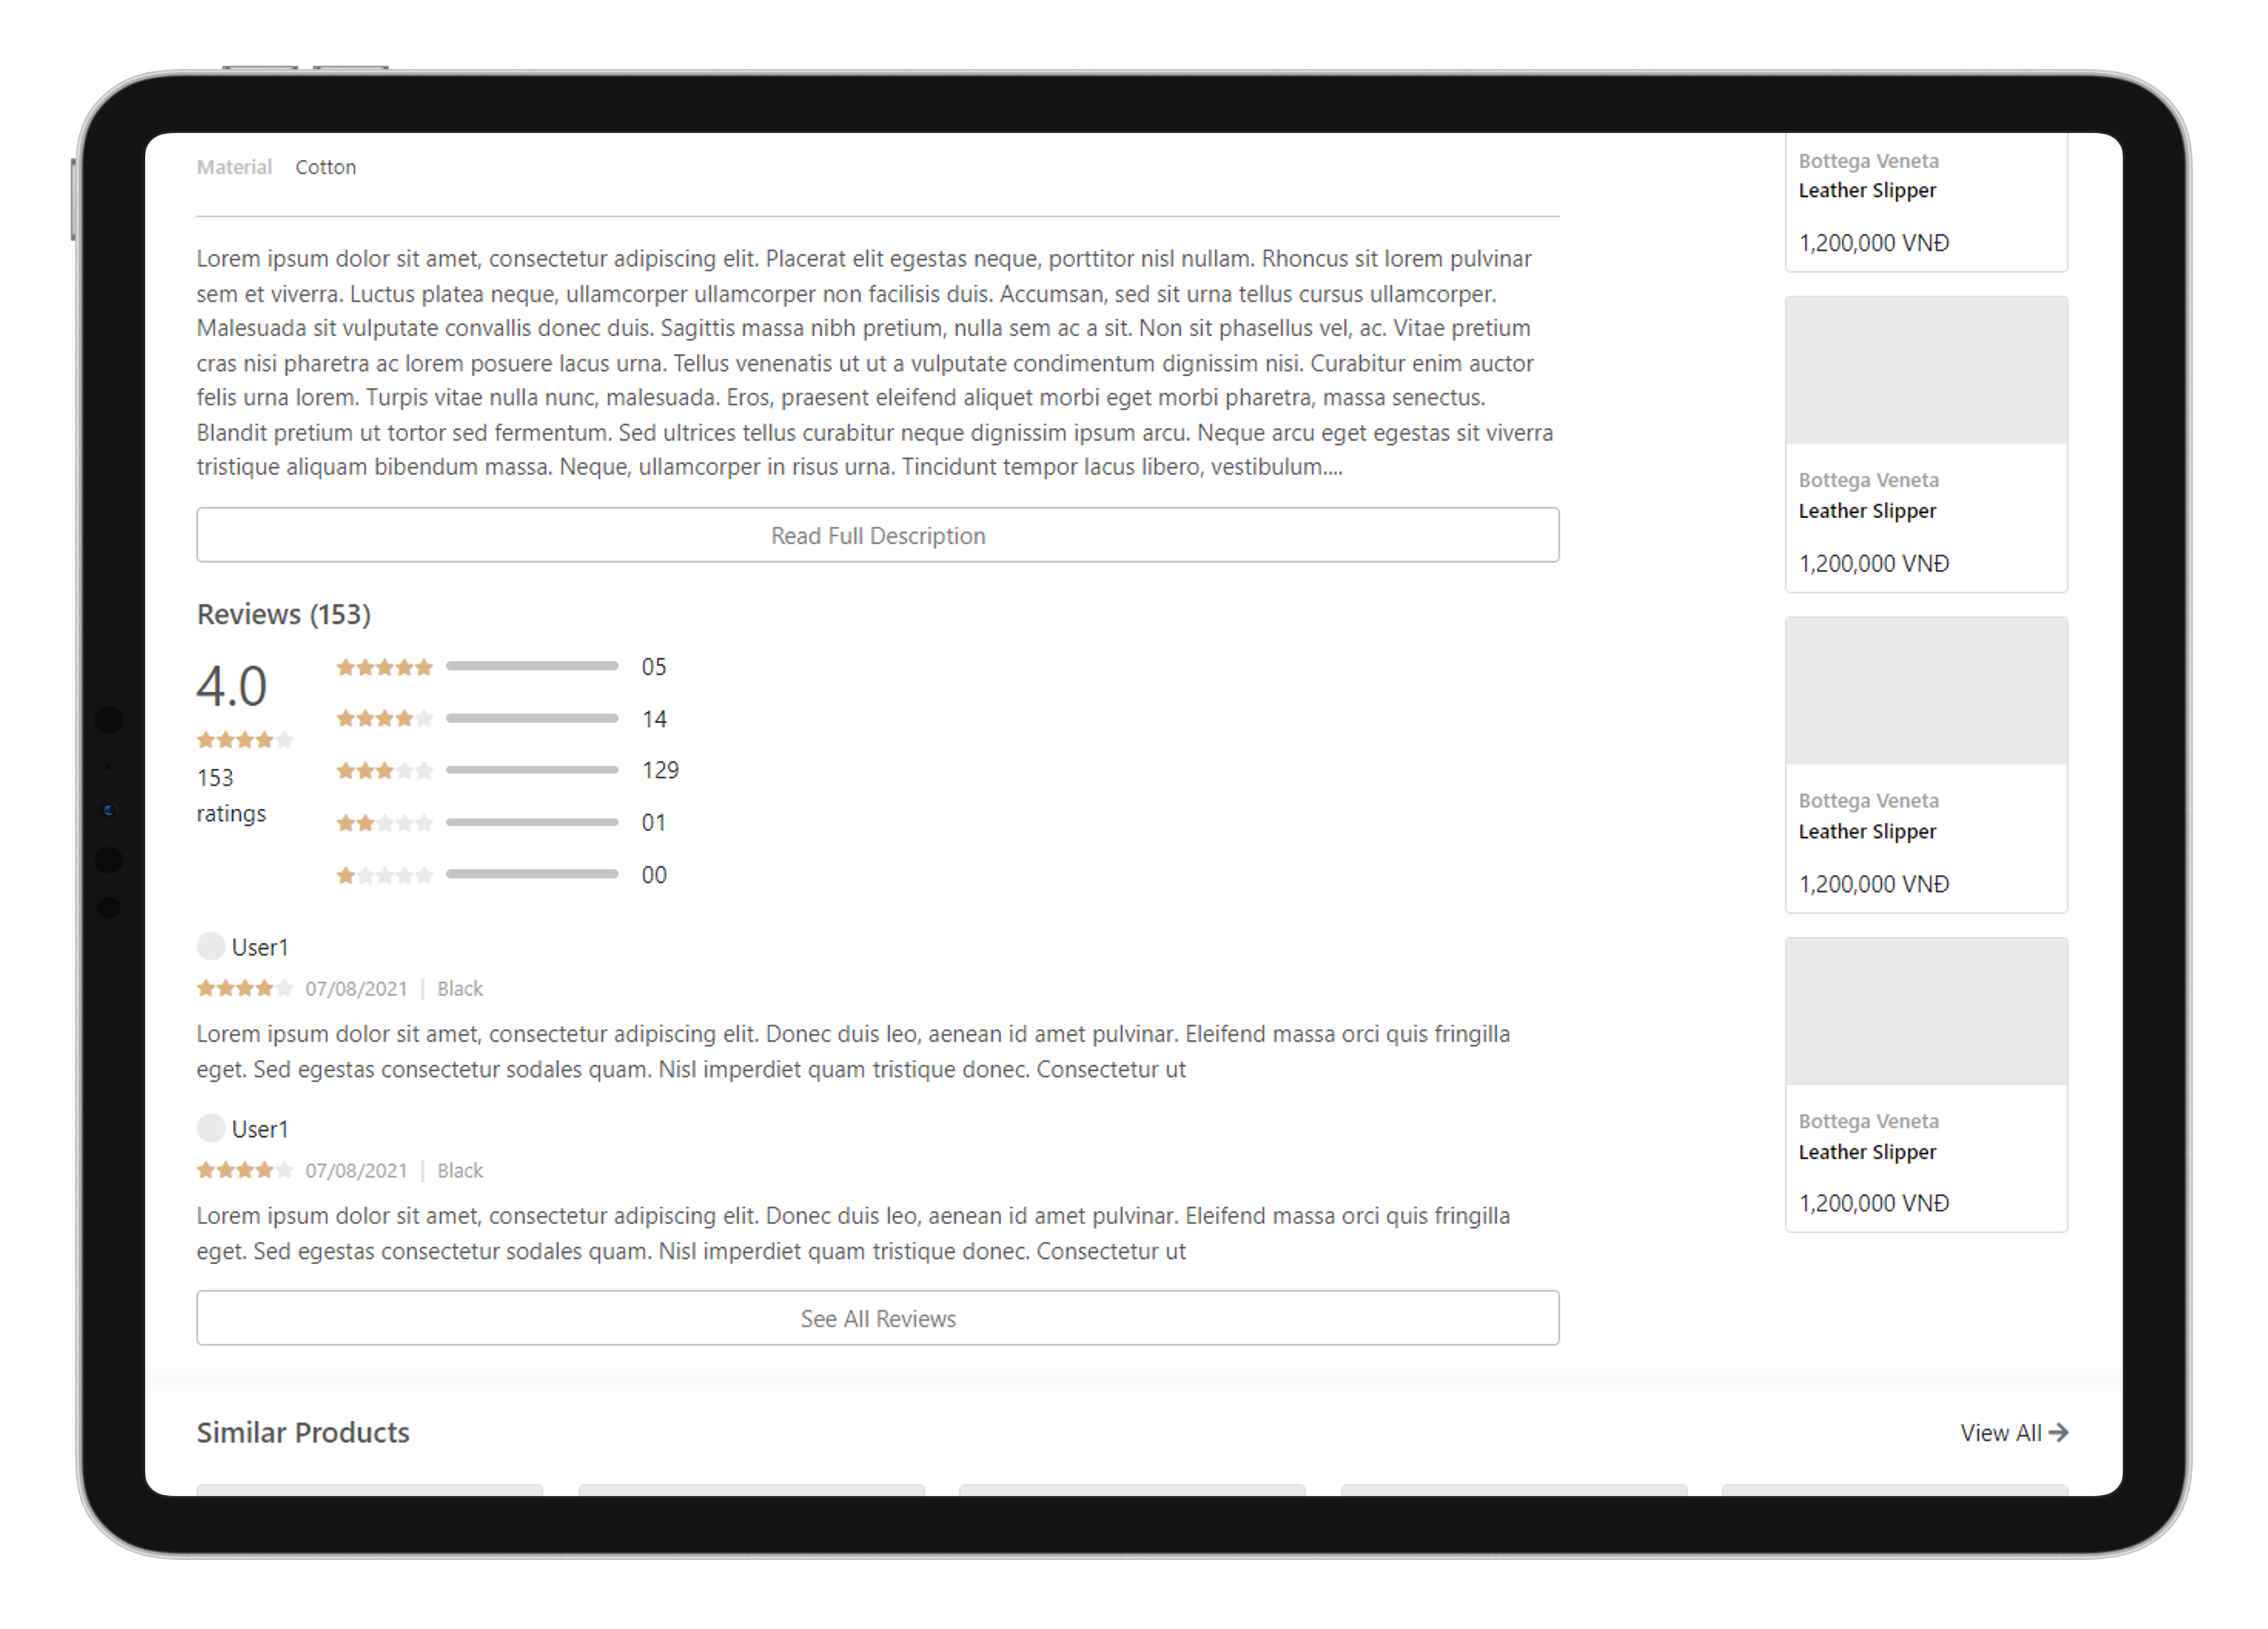 Material Cotton
Lorem ipsum dolor sit amet, consectetur adipiscing elit. Placerat elit egestas neque, porttitor nisl nullam. Rhoncus sit lorem pulvinar
sem et viverra. Luctus platea neque, ullamcorper ullamcorper non facilisis duis. Accumsan, sed sit urna tellus cursus ullamcorper.
Malesuada sit vulputate convallis donec duis. Sagittis massa nibh pretium, nulla sem ac a sit. Non sit phasellus vel, ac. Vitae pretium
cras nisi pharetra ac lorem posuere lacus urna. Tellus venenatis ut ut a vulputate condimentum dignissim nisi. Curabitur enim auctor
felis urna lorem. Turpis vitae nulla nunc, malesuada. Eros, praesent eleifend aliquet morbi eget morbi pharetra, massa senectus.
Blandit pretium ut tortor sed fermentum. Sed ultrices tellus curabitur neque dignissim ipsum arcu. Neque arcu eget egestas sit viverra
tristique aliquam bibendum massa. Neque, ullamcorper in risus urna. Tincidunt tempor lacus libero, vestibulum....
Read Full Description
Reviews (153)
4.0
153
ratings
05
14
129
01
00
User1
07/08/2021 | Black
Lorem ipsum dolor sit amet, consectetur adipiscing elit. Donec duis leo, aenean id amet pulvinar. Eleifend massa orci quis fringilla
eget. Sed egestas consectetur sodales quam. Nisl imperdiet quam tristique donec. Consectetur ut
User1
07/08/2021 | Black
Lorem ipsum dolor sit amet, consectetur adipiscing elit. Donec duis leo, aenean id amet pulvinar. Eleifend massa orci quis fringilla
eget. Sed egestas consectetur sodales quam. Nisl imperdiet quam tristique donec. Consectetur ut
See All Reviews
Bottega Veneta
Leather Slipper
1,200,000 VNĐ
Bottega Veneta
Leather Slipper
1,200,000 VNĐ
Bottega Veneta
Leather Slipper
1,200,000 VNĐ
Bottega Veneta
Leather Slipper
1,200,000 VNĐ
Similar Products
View All